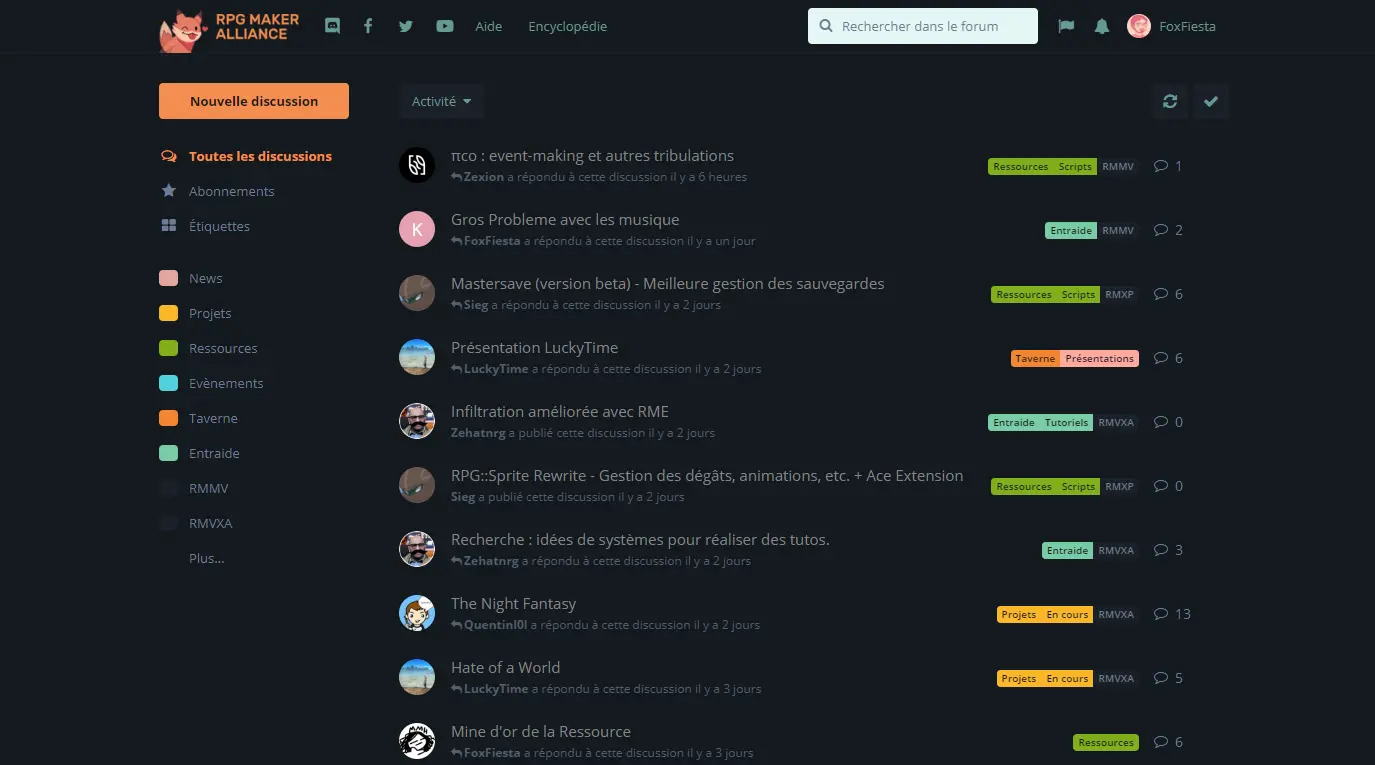 RPG MAKER
ALLIANCE
Aide
Encyclopédie
Rechercher dans le forum
FoxFiesta
Nouvelle discussion
Activité
Toutes les discussions
Abonnements
Étiquettes
News
Projets
Ressources
Evènements
Taverne
Entraide
RMMV
RMVXA
Plus...
πco : event-making et autres tribulations
Zexion a répondu à cette discussion il y a 6 heures
Ressources Scripts RMMV 1
K
Gros Probleme avec les musique
FoxFiesta a répondu à cette discussion il y a un jour
Entraide RMMV 2
Mastersave (version beta) - Meilleure gestion des sauvegardes
Sieg a répondu à cette discussion il y a 2 jours
Ressources Scripts RMXP 6
Présentation LuckyTime
LuckyTime a répondu à cette discussion il y a 2 jours
Taverne Présentations 6
Infiltration améliorée avec RME
Zehatnrg a publié cette discussion il y a 2 jours
Entraide Tutoriels RMVXA 0
RPG::Sprite Rewrite - Gestion des dégâts, animations, etc. + Ace Extension
Sieg a publié cette discussion il y a 2 jours
Ressources Scripts RMXP 0
Recherche : idées de systèmes pour réaliser des tutos.
Zehatnrg a répondu à cette discussion il y a 2 jours
Entraide RMVXA 3
The Night Fantasy
Quentinl0l a répondu à cette discussion il y a 2 jours
Projets En cours RMVXA 13
Hate of a World
LuckyTime a répondu à cette discussion il y a 3 jours
Projets En cours RMVXA 5
Mine d'or de la Ressource
FoxFiesta a répondu à cette discussion il y a 3 jours
Ressources 6